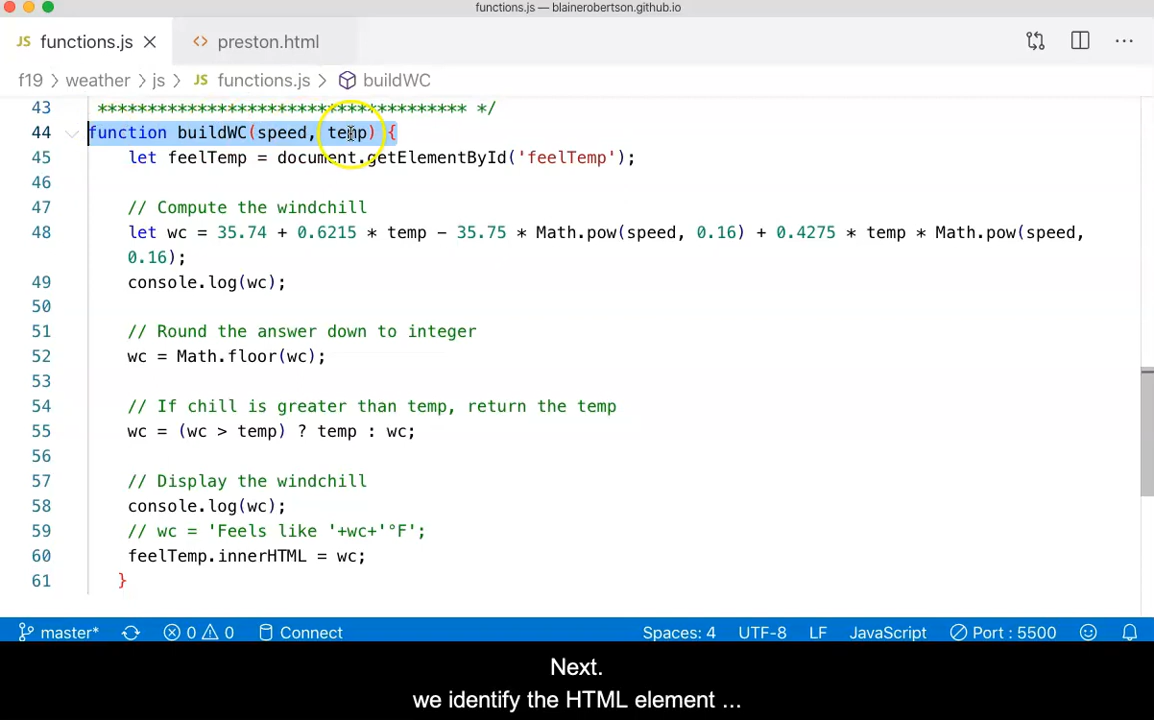 functions.js — blainerobertson.github.io
JS functions.js × <> preston.html ...
f19 > weather > js > JS functions.js > buildWC
43 *************************************** */
44 function buildWC(speed, temp) {
45 let feelTemp = document.getElementById('feelTemp');
46
47 // Compute the windchill
48 let wc = 35.74 + 0.6215 * temp − 35.75 * Math.pow(speed, 0.16) + 0.4275 * temp * Math.pow(speed,
0.16);
49 console.log(wc);
50
51 // Round the answer down to integer
52 wc = Math.floor(wc);
53
54 // If chill is greater than temp, return the temp
55 wc = (wc > temp) ? temp : wc;
56
57 // Display the windchill
58 console.log(wc);
59 // wc = 'Feels like '+wc+'°F';
60 feelTemp.innerHTML = wc;
61 }
master* 0 0 Connect Spaces: 4 UTF-8 LF JavaScript Port : 5500
Next.
we identify the HTML element ...